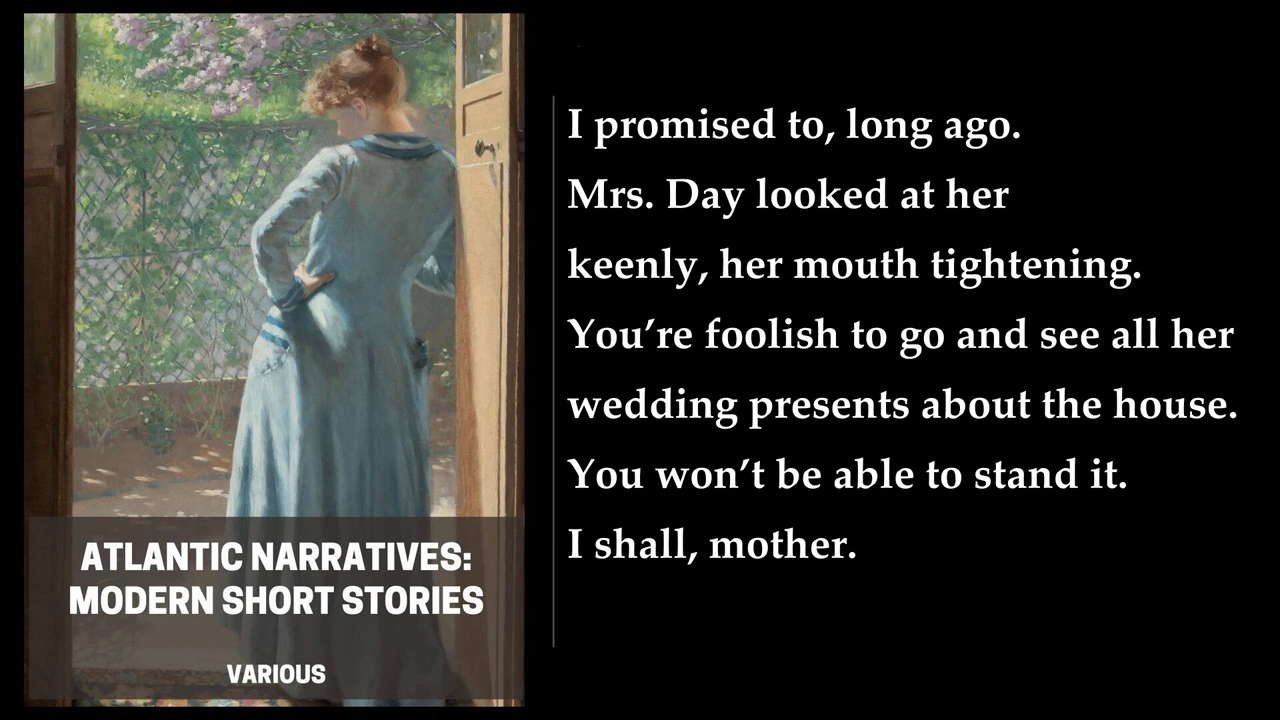 I promised to, long ago.
Mrs. Day looked at her
keenly, her mouth tightening.
You’re foolish to go and see all her
wedding presents about the house.
You won’t be able to stand it.
I shall, mother.
ATLANTIC NARRATIVES:
MODERN SHORT STORIES
VARIOUS